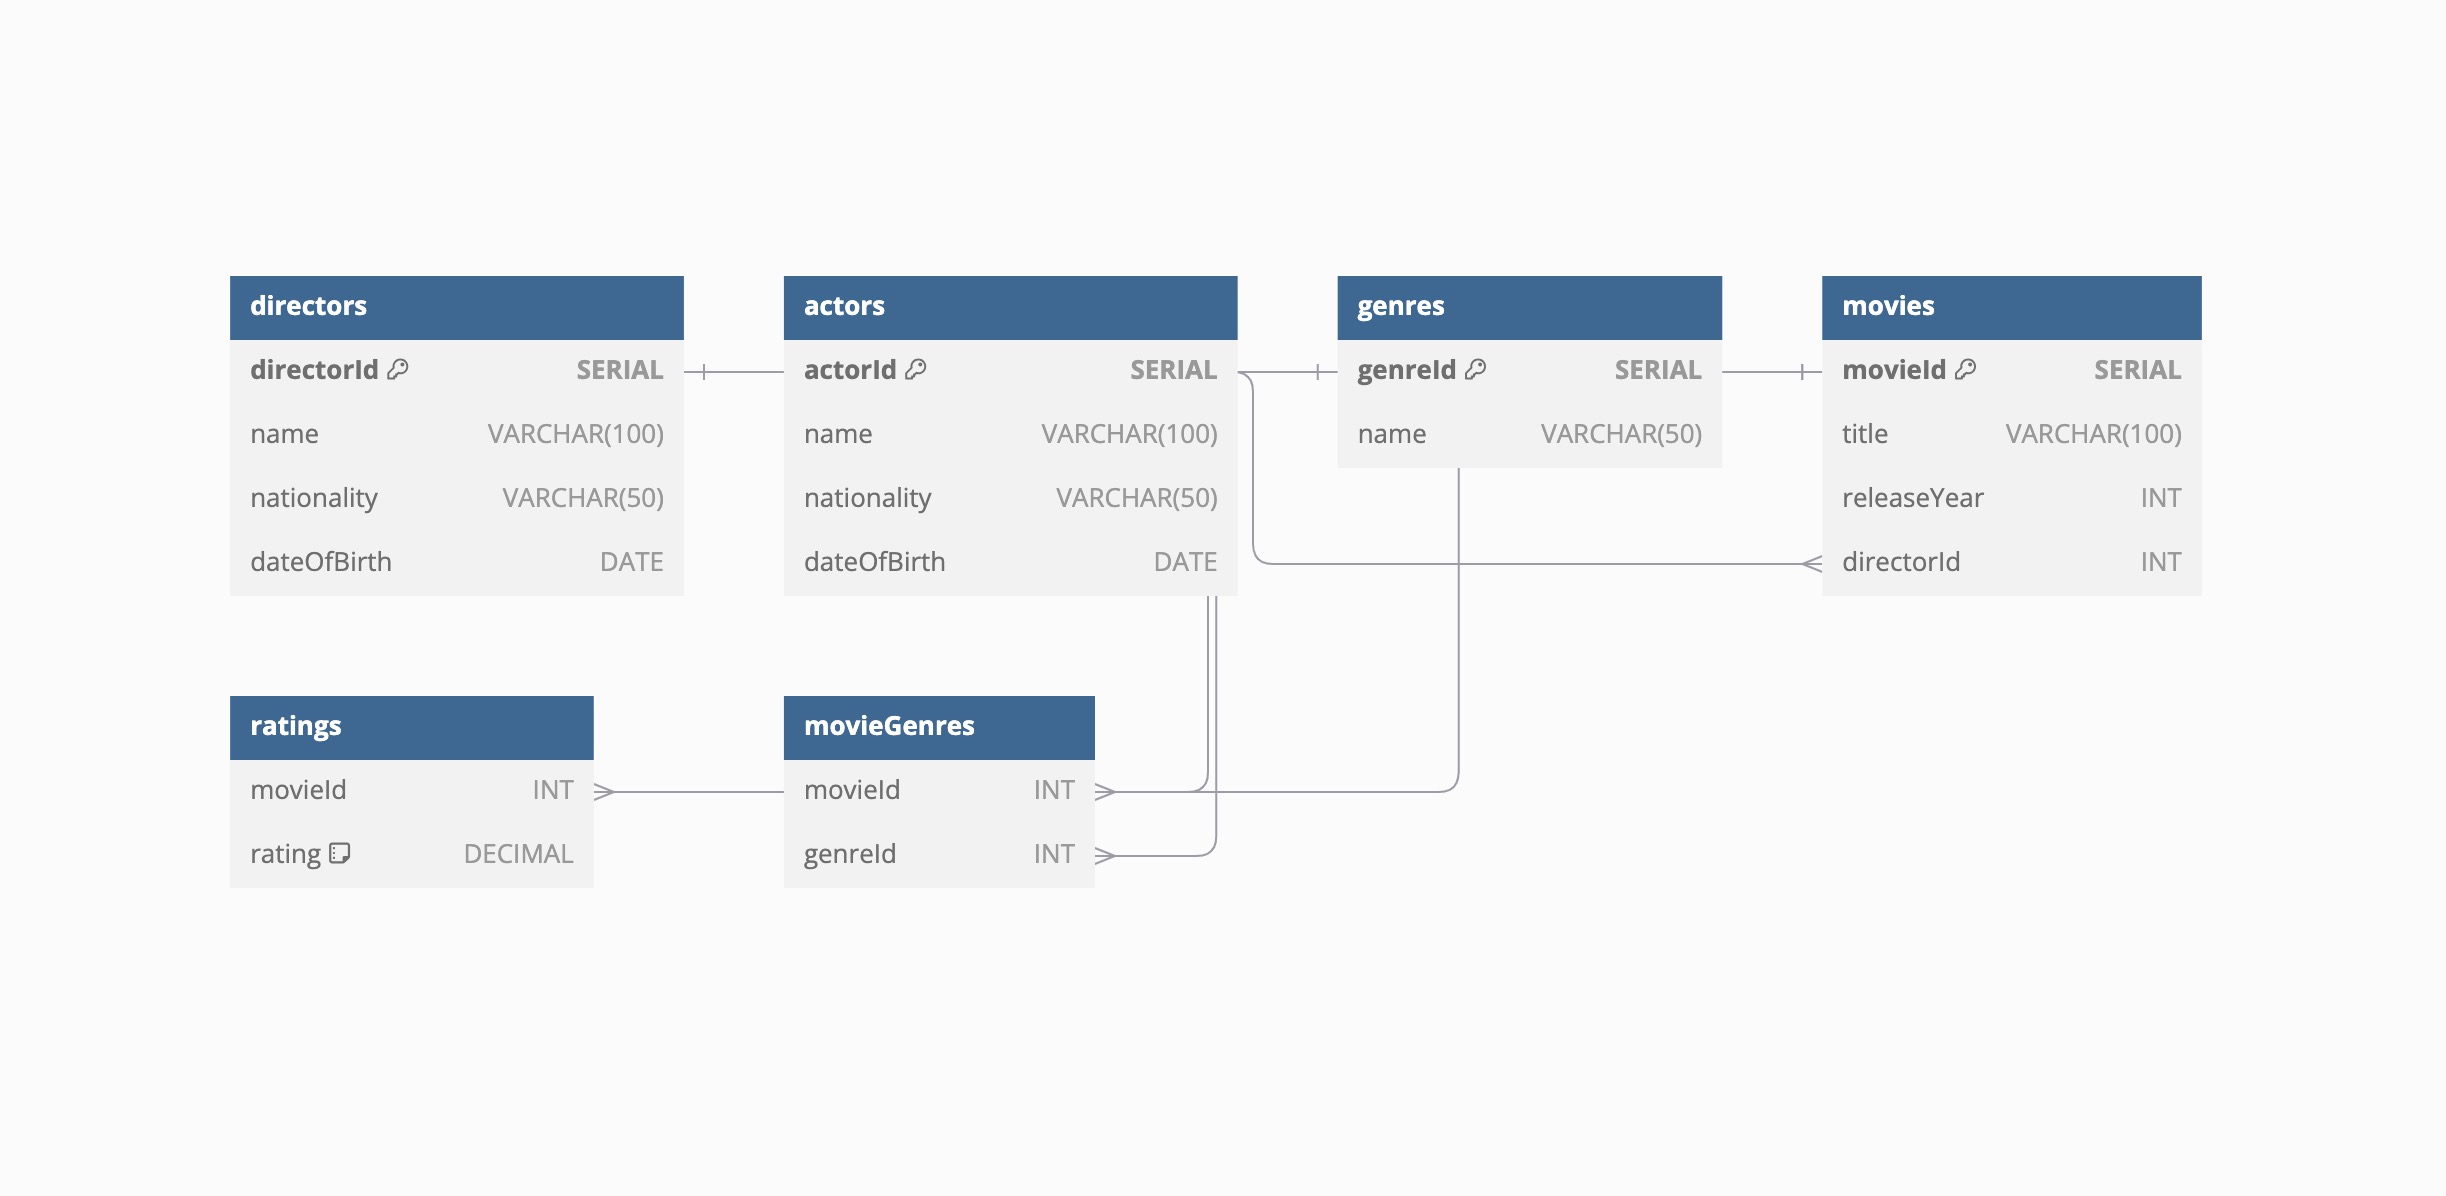 directors
directorId SERIAL
name VARCHAR(100)
nationality VARCHAR(50)
dateOfBirth DATE
actors
actorId SERIAL
name VARCHAR(100)
nationality VARCHAR(50)
dateOfBirth DATE
genres
genreId SERIAL
name VARCHAR(50)
movies
movieId SERIAL
title VARCHAR(100)
releaseYear INT
directorId INT
ratings
movieId INT
rating DECIMAL
movieGenres
movieId INT
genreId INT